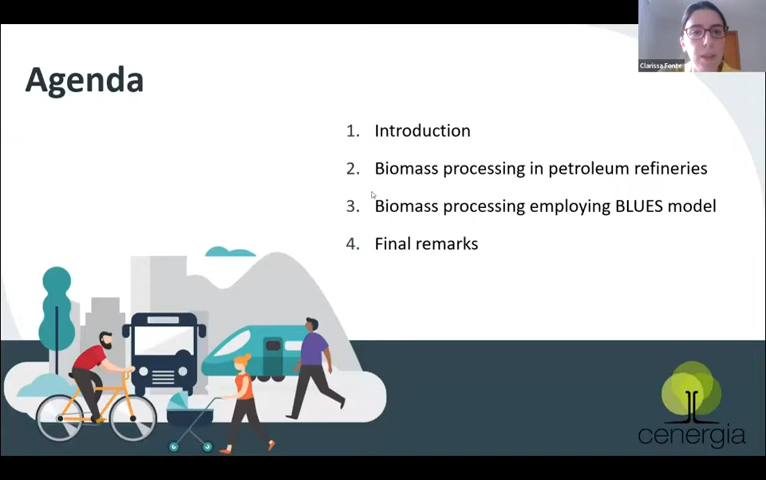 Clarissa Fonte
Agenda
1. Introduction
2. Biomass processing in petroleum refineries
3. Biomass processing employing BLUES model
4. Final remarks
cenergia